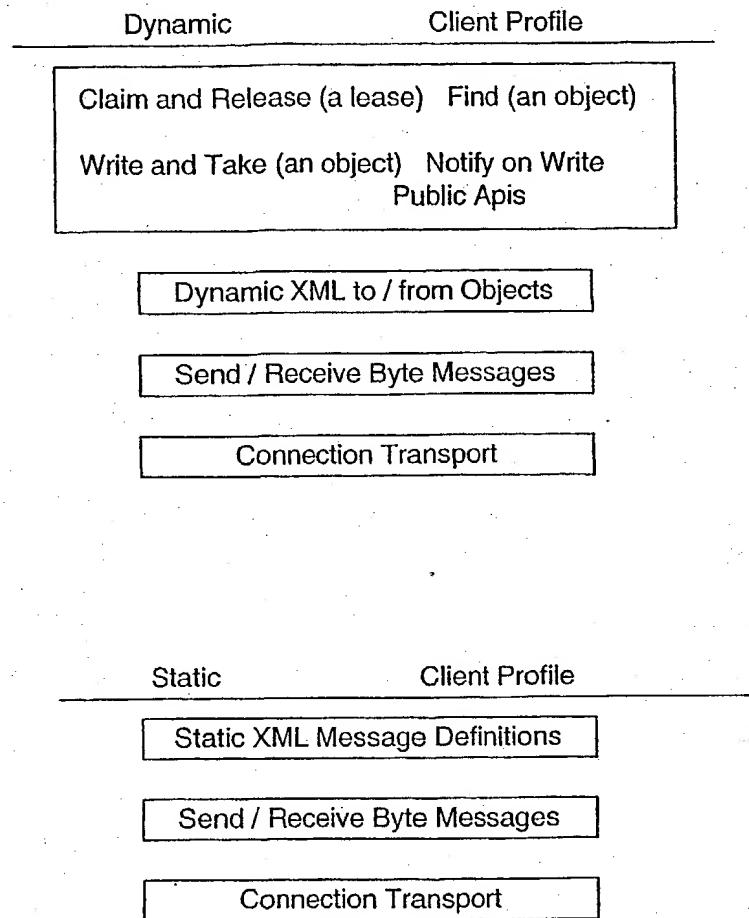 Dynamic Client Profile
Claim and Release (a lease) Find (an object)
Write and Take (an object) Notify on Write
Public Apis
Dynamic XML to / from Objects
Send / Receive Byte Messages
Connection Transport
Static Client Profile
Static XML Message Definitions
Send / Receive Byte Messages
Connection Transport